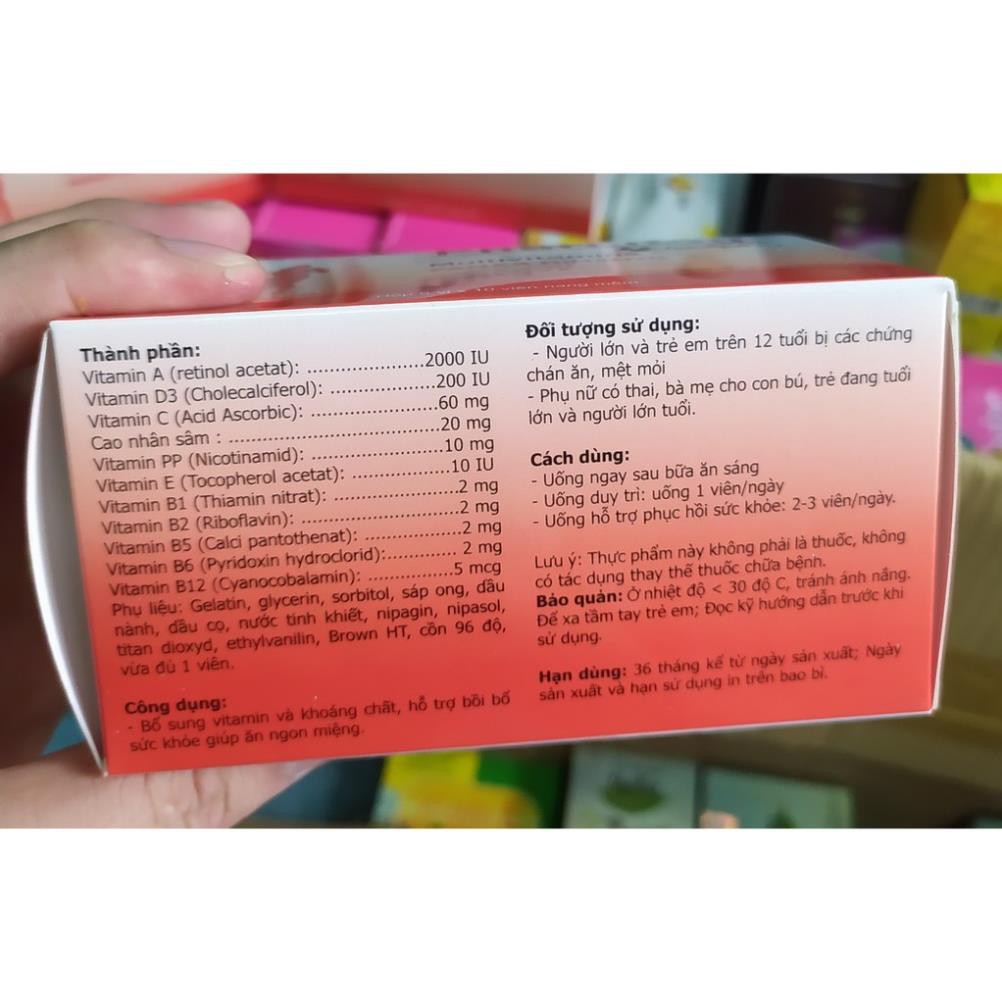 Multivitamin
viên nang mềm
Thành phần:
Vitamin A (retinol acetat): ........................2000 IU
Vitamin D3 (Cholecalciferol): .....................200 IU
Vitamin C (Acid Ascorbic): .........................60 mg
Cao nhân sâm : ......................................20 mg
Vitamin PP (Nicotinamid): .........................10 mg
Vitamin E (Tocopherol acetat): ...................10 IU
Vitamin B1 (Thiamin nitrat): .......................2 mg
Vitamin B2 (Riboflavin): ............................2 mg
Vitamin B5 (Calci pantothenat): ..................2 mg
Vitamin B6 (Pyridoxin hydroclorid):............ 2 mg
Vitamin B12 (Cyanocobalamin): ...............5 mcg
Phụ liệu: Gelatin, glycerin, sorbitol, sáp ong, dầu
nành, dầu cọ, nước tinh khiết, nipagin, nipasol,
titan dioxyd, ethylvanilin, Brown HT, cồn 96 độ,
vừa đủ 1 viên.
Công dụng:
- Bổ sung vitamin và khoáng chất, hỗ trợ bồi bổ
sức khỏe giúp ăn ngon miệng.
Đối tượng sử dụng:
- Người lớn và trẻ em trên 12 tuổi bị các chứng
chán ăn, mệt mỏi
- Phụ nữ có thai, bà mẹ cho con bú, trẻ đang tuổi
lớn và người lớn tuổi.
Cách dùng:
- Uống ngay sau bữa ăn sáng
- Uống duy trì: uống 1 viên/ngày
- Uống hỗ trợ phục hồi sức khỏe: 2-3 viên/ngày.
Lưu ý: Thực phẩm này không phải là thuốc, không
có tác dụng thay thế thuốc chữa bệnh.
Bảo quản: Ở nhiệt độ < 30 độ C, tránh ánh nắng.
Để xa tầm tay trẻ em; Đọc kỹ hướng dẫn trước khi
sử dụng.
Hạn dùng: 36 tháng kể từ ngày sản xuất; Ngày
sản xuất và hạn sử dụng in trên bao bì.